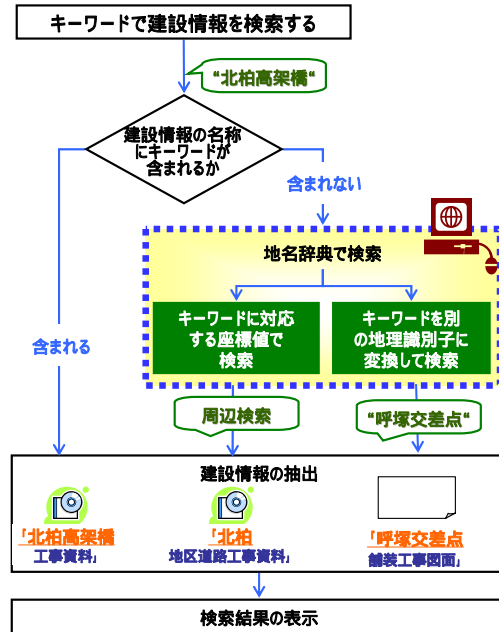 キーワードで建設情報を検索する
“北柏高架橋“
建設情報の名称
にキーワードが
含まれるか
含まれない
地名辞典で検索
キーワードに対応
する座標値で
検索
キーワードを別
の地理識別子に
変換して検索
含まれる
周辺検索
“呼塚交差点“
建設情報の抽出
「北柏高架橋
工事資料」
「北柏
地区道路工事資料」
「呼塚交差点
舗装工事図面」
検索結果の表示